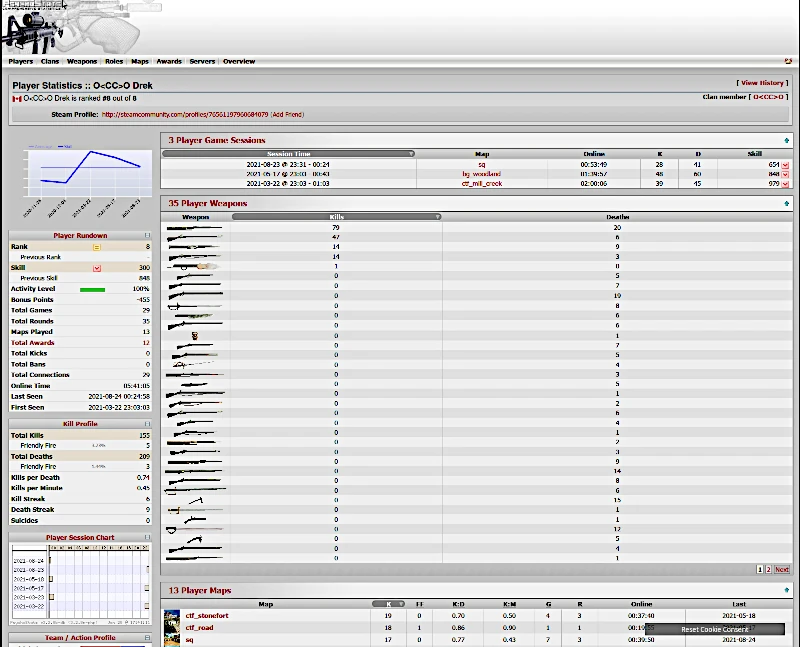 Players Clans Weapons Roles Maps Awards Servers Overview
Player Statistics :: O<CC>O Drek
[ View History ]
O<CC>O Drek is ranked #8 out of 8
Clan member [ O<CC>O ]
Steam Profile: http://steamcommunity.com/profiles/76561197960684079 (Add Friend)
Player Rundown
Rank 8
Previous Rank -
Skill 300
Previous Skill 848
Activity Level 100%
Bonus Points -455
Total Games 29
Total Rounds 35
Maps Played 13
Total Awards 12
Total Kicks 0
Total Bans 0
Total Connections 29
Online Time 05:41:05
Last Seen 2021-08-24 00:24:58
First Seen 2021-03-22 23:03:03
Kill Profile
Total Kills 155
Friendly Fire 5
Total Deaths 209
Friendly Fire 3
Kills per Death 0.74
Kills per Minute 0.45
Kill Streak 6
Death Streak 9
Suicides 0
Player Session Chart
2021-08-24
2021-08-23
2021-05-18
2021-05-17
2021-03-23
2021-03-22
Team / Action Profile
3 Player Game Sessions
Session Time Map Online K D Skill
2021-08-23 @ 23:31 - 00:24 sq 00:53:49 28 41 654
2021-05-17 @ 23:03 - 00:43 bg_woodland 01:39:57 48 60 848
2021-03-22 @ 23:03 - 01:03 ctf_mill_creek 02:00:06 39 45 979
35 Player Weapons
Weapon Kills Deaths
79 20
47 6
14 9
14 3
1 0
0 5
0 7
0 19
0 8
0 6
0 6
0 1
0 7
0 5
0 4
0 3
0 5
0 1
0 2
0 6
0 4
0 1
0 2
0 3
0 9
0 14
0 8
0 6
0 15
0 1
0 1
0 12
0 5
0 4
0 1
1 2 Next
13 Player Maps
Map K FF K:D K:M G R Online Last
ctf_stonefort 19 0 0.70 0.50 4 3 00:37:40 2021-05-18
ctf_road 18 1 0.86 0.90 1 1
Reset Cookie Consent
sq 17 0 0.77 0.43 7 3 00:39:50 2021-08-24